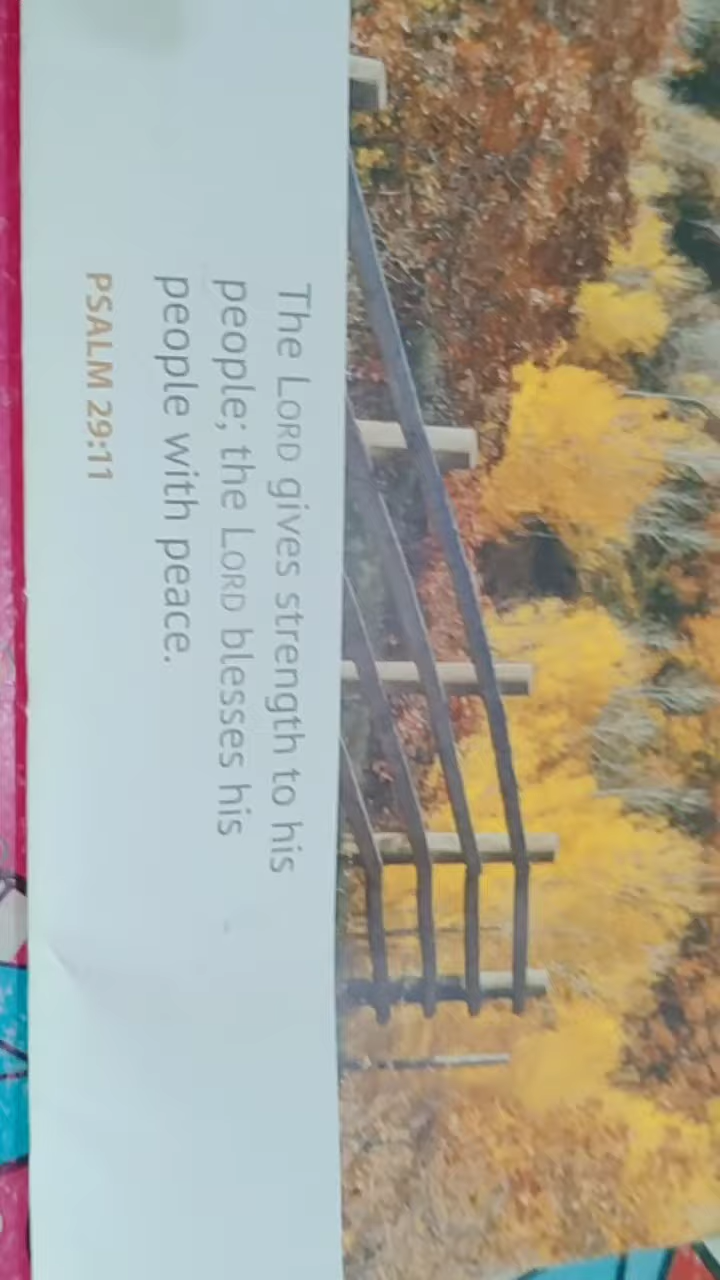 The LORD gives strength to his
people; the LORD blesses his
people with peace.
PSALM 29:11